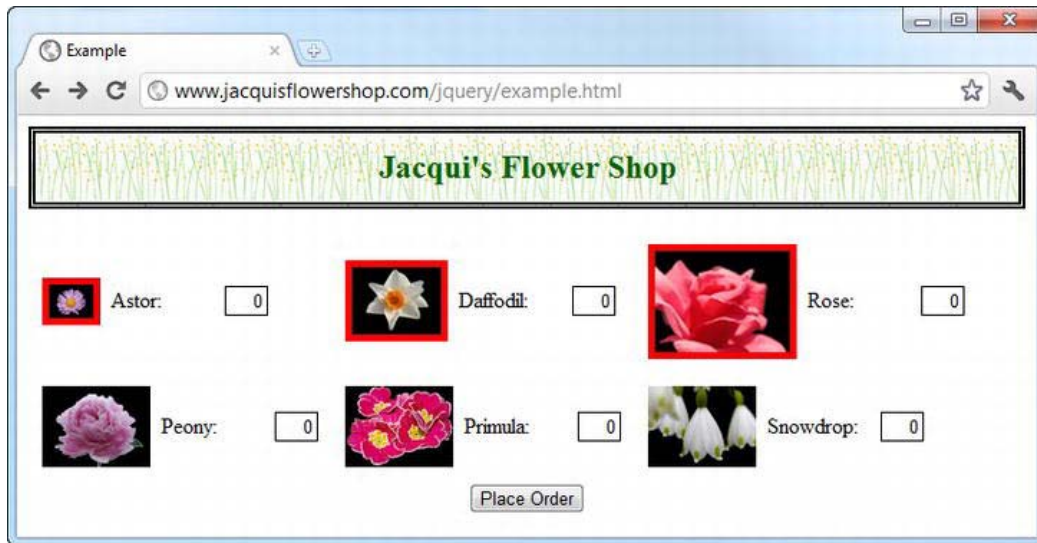 Example
www.jacquisflowershop.com/jquery/example.html
Jacqui's Flower Shop
Astor: 0 Daffodil: 0 Rose: 0
Peony: 0 Primula: 0 Snowdrop: 0
Place Order